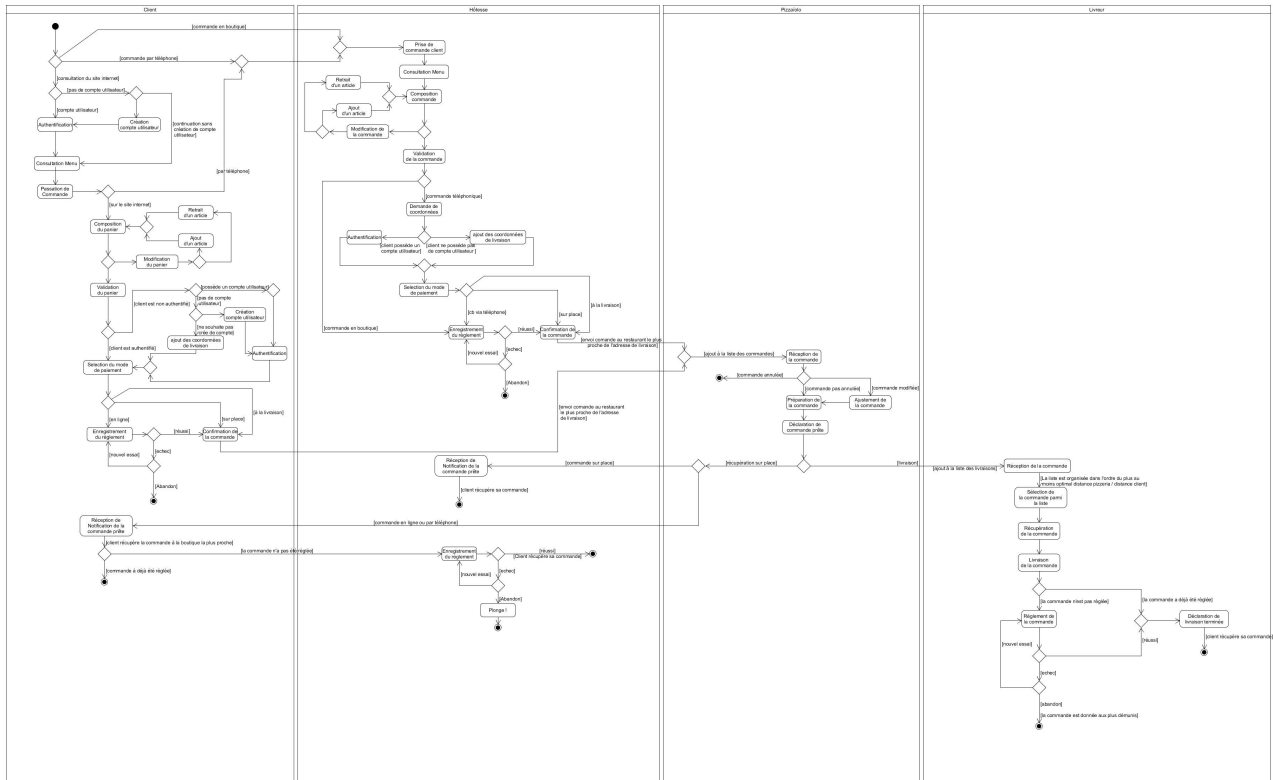 Client
Hôtesse
Pizzaïolo
Livreur
[commande en boutique]
[commande par téléphone]
[consultation du site internet]
[pas de compte utilisateur]
[compte utilisateur]
Authentification
Création
compte utilisateur
[continuation sans
création de compte
utilisateur]
Consultation Menu
Passation de
Commande
[par téléphone]
[sur le site internet]
Composition
du panier
Retrait
d'un article
Ajout
d'un article
Modification
du panier
Validation
du panier
[client est non authentifié]
[possède un compte utilisateur]
[pas de compte
utilisateur]
Création
compte utilisateur
[ne souhaite pas
crée de compte]
ajout des coordonnées
de livraison
Authentification
[client est authentifié]
Selection du mode
de paiement
[en ligne]
[sur place]
[à la livraison]
Enregistrement
du règlement
[réussi]
Confirmation de
la commande
[nouvel essai]
[echec]
[Abandon]
Réception de
Notification de la
commande prête
[client récupère la commande à la boutique la plus proche]
[commande à déjà été réglée]
[la commande n'a pas été réglée]
Prise de
commande client
Consultation Menu
Composition
commande
Retrait
d'un article
Ajout
d'un article
Modification de
la commande
Validation
de la commande
[commande téléphonique]
Demande de
coordonnées
Authentification
[client possède un
compte utilisateur]
[client ne possède pas
de compte utilisateur ]
ajout des coordonnées
de livraison
Selection du mode
de paiement
[à la livraison]
[cb via téléphone]
[sur place]
[commande en boutique]
Enregistrement
du règlement
[réussi]
Confirmation de
la commande
[nouvel essai]
[echec]
[Abandon]
[envoi comande au restaurant le plus
proche de l'adresse de livraison]
[envoi comande au restaurant
le plus proche de l'adresse
de livraison]
Réception de
Notification de la
commande prête
[commande sur place]
[client récupère sa commande]
[commande en ligne ou par téléphone]
Enregistrement
du règlement
[réussi]
[Client récupère sa commande]
[nouvel essai]
[echec]
[Abandon]
Plonge !
[ajout à la liste des commandes]
Réception de
la commande
[commande annulée]
[commande pas annulée]
[commande modifiée]
Préparation de
la commande
Ajustement de
la commande
Déclaration de
commande prête
[récupération sur place]
[livraison]
[ajout à la liste des livraisons]
Réception de la commande
[La liste est organisée dans l'ordre du plus au
moins optimal distance pizzeria / distance client]
Sélection de
la commande parmi
la liste
Récupération
de la commande
Livraison
de la commande
[la commande n'est pas réglée]
[la commande a déjà été réglée]
Règlement de
la commande
Déclaration de
livraison terminée
[nouvel essai]
[réussi]
[client récupère sa commande]
[echec]
[abandon]
[la commande est donnée aux plus démunis]